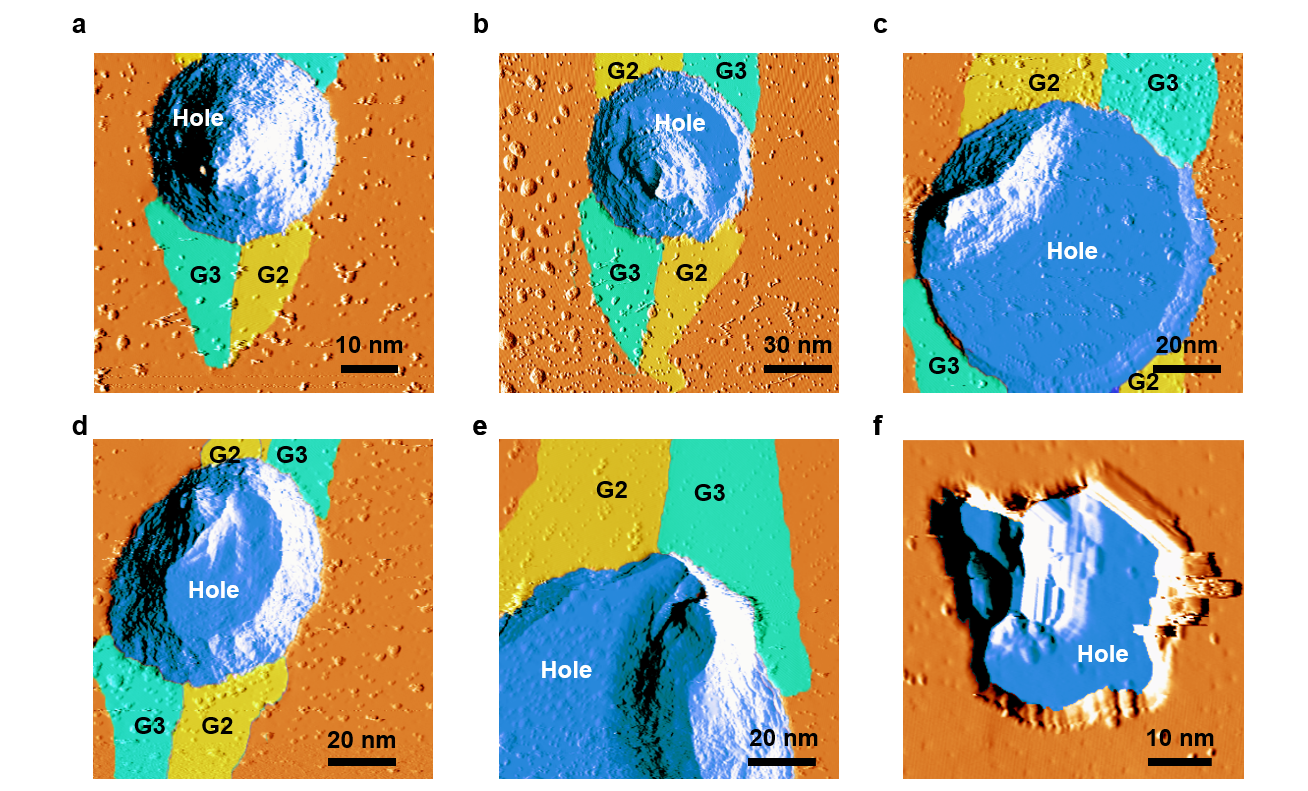 a
Hole
G3 G2
10 nm
b
G2 G3
Hole
G3 G2
30 nm
c
G2 G3
Hole
20nm
G3
G2
d
G2 G3
Hole
G3 G2
20 nm
e
G2 G3
Hole
20 nm
f
Hole
10 nm